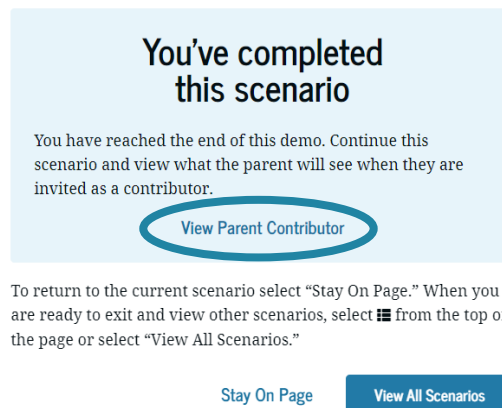 You've completed
this scenario
You have reached the end of this demo. Continue this
scenario and view what the parent will see when they are
invited as a contributor.
View Parent Contributor
To return to the current scenario select “Stay On Page.” When you
are ready to exit and view other scenarios, select from the top
the page or select “View All Scenarios.”
Stay On Page
View All Scenarios